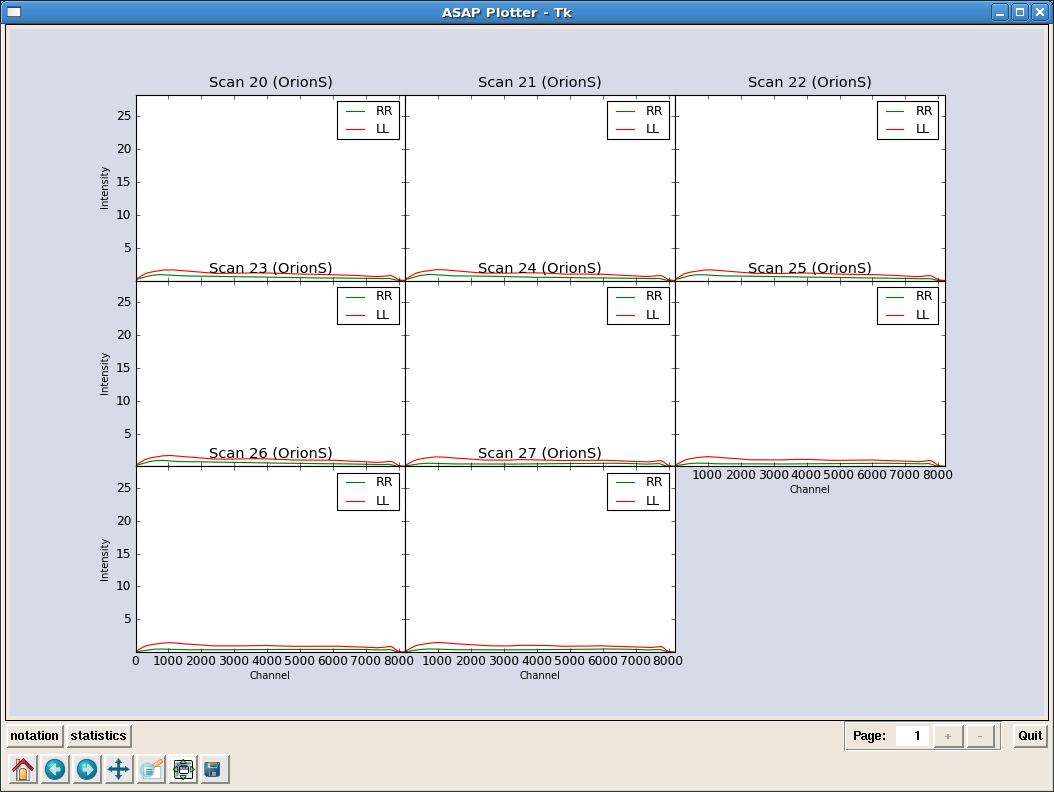 ASAP Plotter - Tk
Scan 20 (OrionS) Scan 21 (OrionS) Scan 22 (OrionS)
25 RR RR RR
LL LL LL
20
15
Intensity
10
5
Scan 23 (OrionS) Scan 24 (OrionS) Scan 25 (OrionS)
25 RR RR RR
LL LL LL
20
15
Intensity
10
5
Scan 26 (OrionS) Scan 27 (OrionS)
1000 2000 3000 4000 5000 6000 7000 8000
Channel
25 RR RR
LL LL
20
15
Intensity
10
5
0 1000 2000 3000 4000 5000 6000 7000 8000 1000 2000 3000 4000 5000 6000 7000 8000
Channel Channel
notation statistics Page: 1 + - Quit